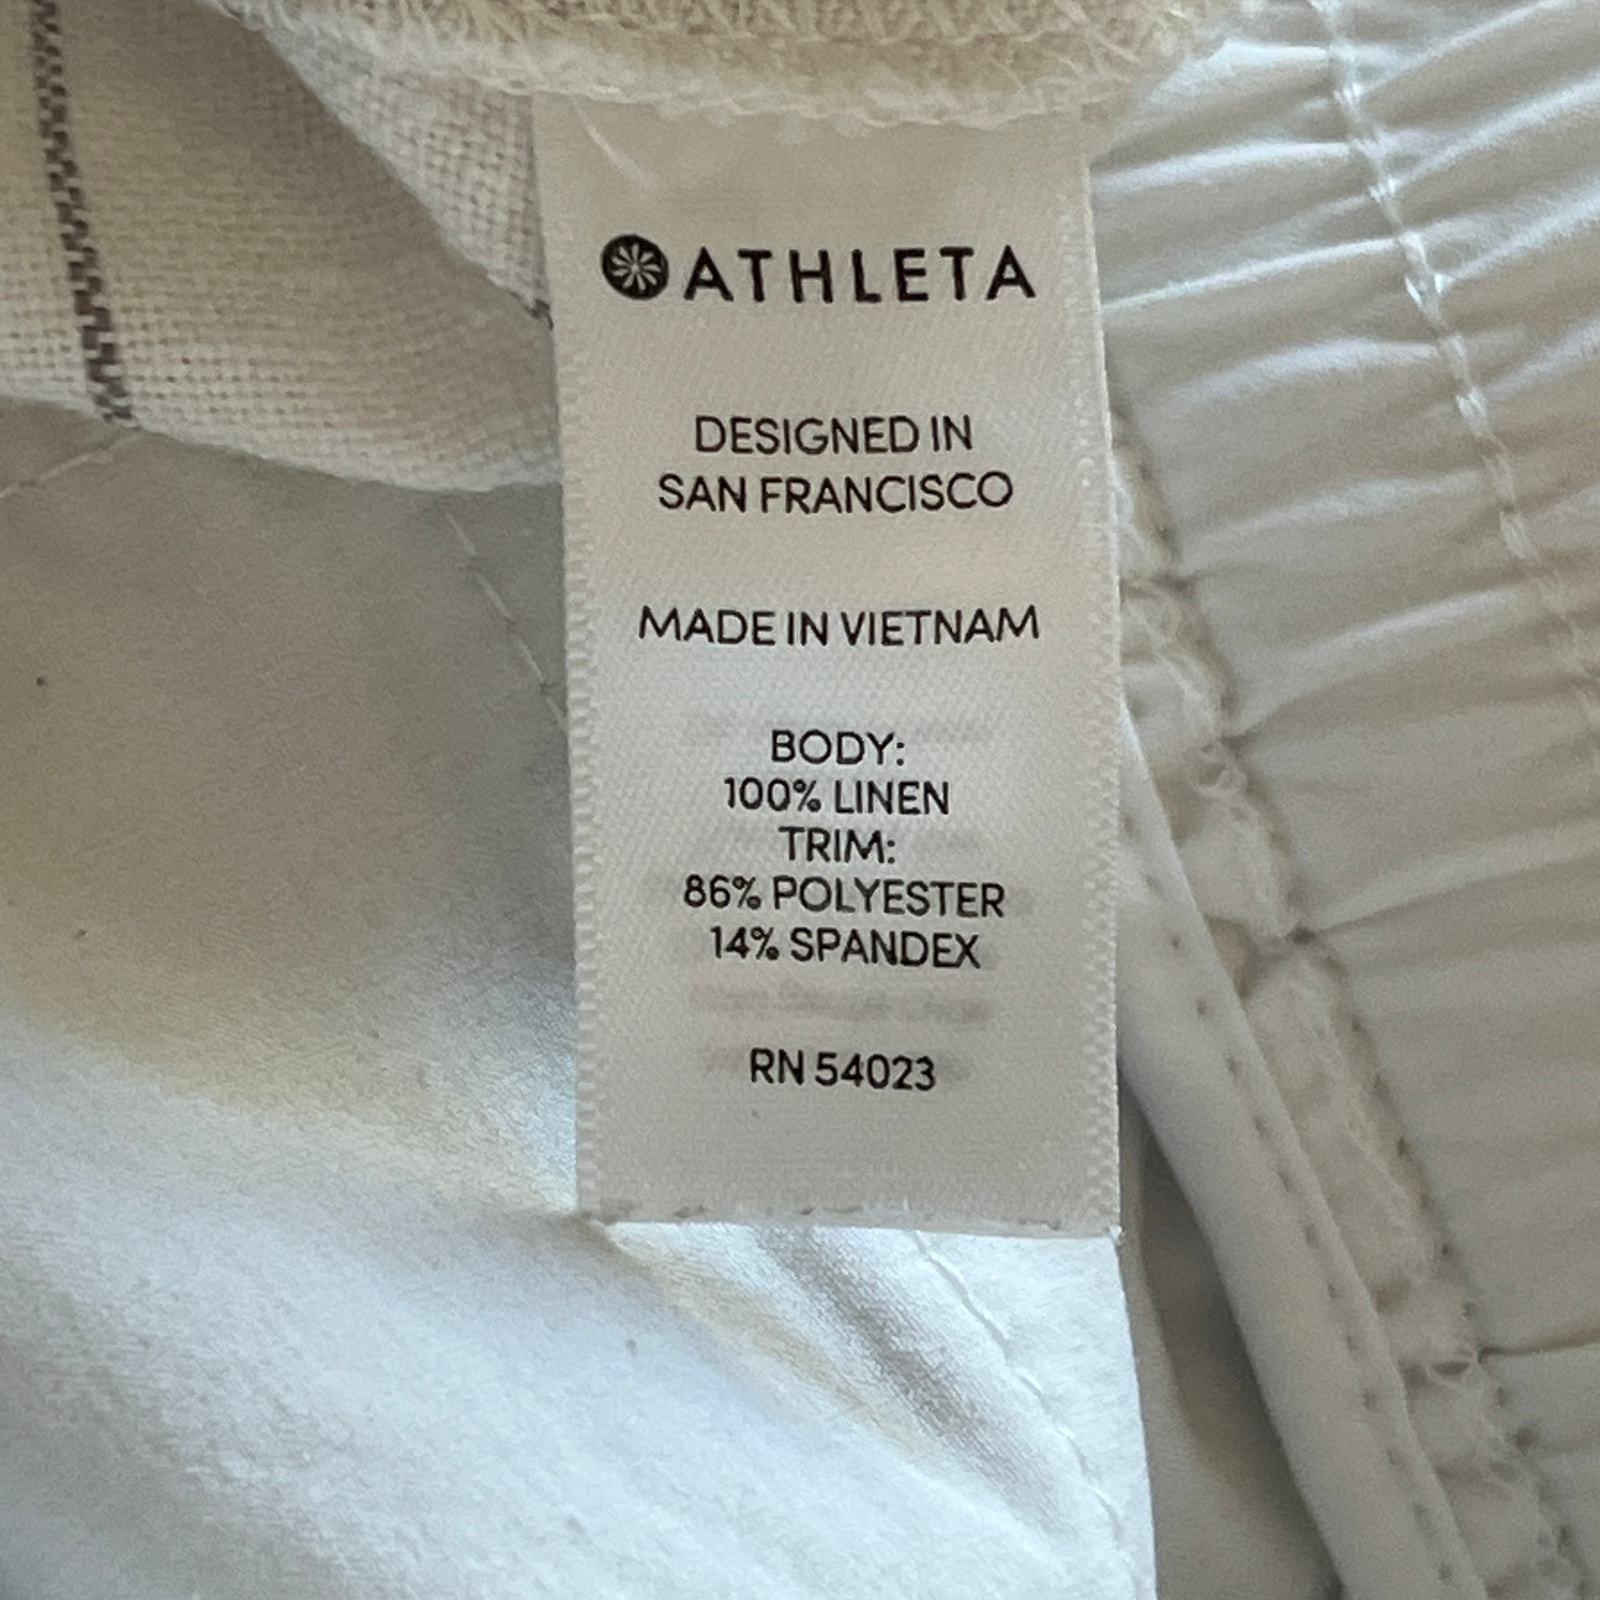 ATHLETA
DESIGNED IN
SAN FRANCISCO
MADE IN VIETNAM
BODY:
100% LINEN
TRIM:
86% POLYESTER
14% SPANDEX
RN 54023